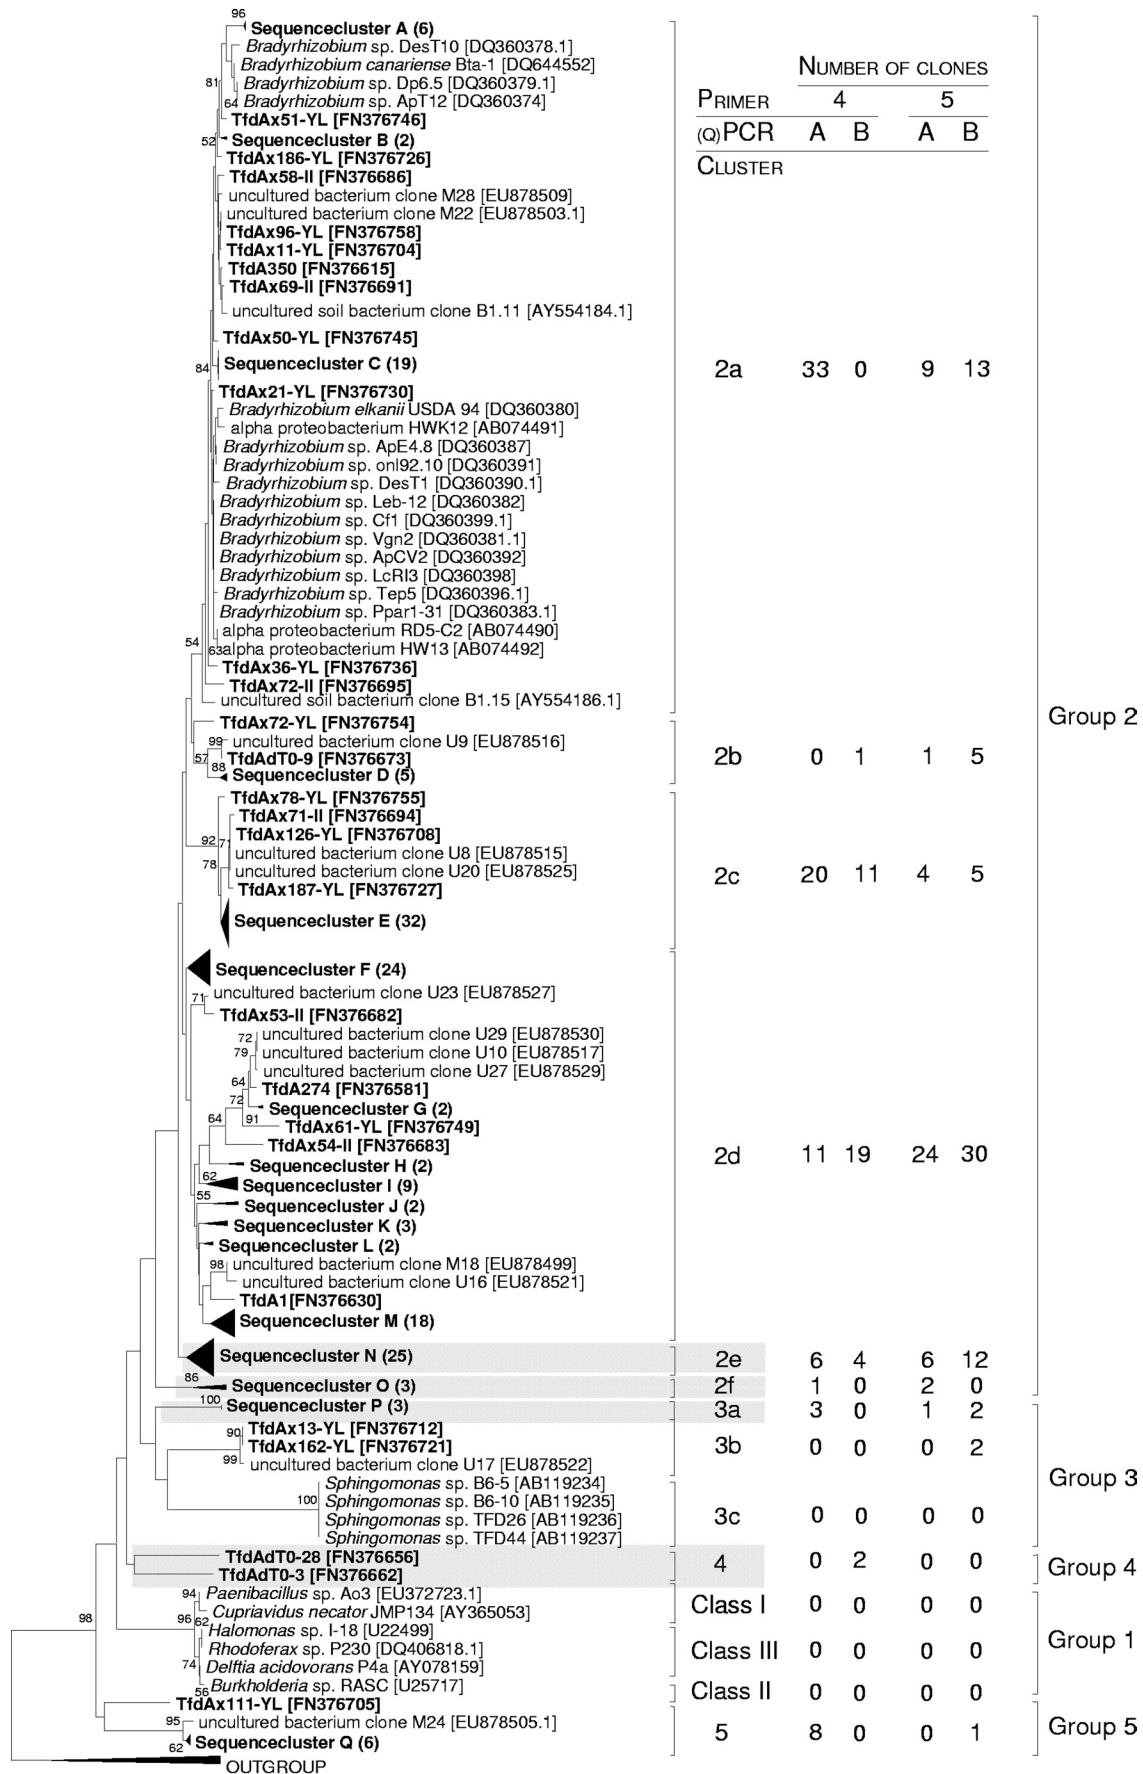 96
Sequencecluster A (6)
Bradyrhizobium sp. DesT10 [DQ360378.1]
Bradyrhizobium canariense Bta-1 [DQ644552]
81
Bradyrhizobium sp. Dp6.5 [DQ360379.1]
64
Bradyrhizobium sp. ApT12 [DQ360374]
TfdAx51-YL [FN376746]
52
Sequencecluster B (2)
TfdAx186-YL [FN376726]
TfdAx58-II [FN376686]
uncultured bacterium clone M28 [EU878509]
uncultured bacterium clone M22 [EU878503.1]
TfdAx96-YL [FN376758]
TfdAx11-YL [FN376704]
TfdA350 [FN376615]
TfdAx69-II [FN376691]
uncultured soil bacterium clone B1.11 [AY554184.1]
TfdAx50-YL [FN376745]
84
Sequencecluster C (19)
TfdAx21-YL [FN376730]
Bradyrhizobium elkanii USDA 94 [DQ360380]
alpha proteobacterium HWK12 [AB074491]
Bradyrhizobium sp. ApE4.8 [DQ360387]
Bradyrhizobium sp. onl92.10 [DQ360391]
Bradyrhizobium sp. DesT1 [DQ360390.1]
Bradyrhizobium sp. Leb-12 [DQ360382]
Bradyrhizobium sp. Cf1 [DQ360399.1]
Bradyrhizobium sp. Vgn2 [DQ360381.1]
Bradyrhizobium sp. ApCV2 [DQ360392]
Bradyrhizobium sp. LcRI3 [DQ360398]
Bradyrhizobium sp. Tep5 [DQ360396.1]
Bradyrhizobium sp. Ppar1-31 [DQ360383.1]
alpha proteobacterium RD5-C2 [AB074490]
54
63
alpha proteobacterium HW13 [AB074492]
TfdAx36-YL [FN376736]
TfdAx72-II [FN376695]
uncultured soil bacterium clone B1.15 [AY554186.1]
TfdAx72-YL [FN376754]
99
uncultured bacterium clone U9 [EU878516]
57
TfdAdT0-9 [FN376673]
88
Sequencecluster D (5)
TfdAx78-YL [FN376755]
TfdAx71-II [FN376694]
TfdAx126-YL [FN376708]
92
71
uncultured bacterium clone U8 [EU878515]
78
uncultured bacterium clone U20 [EU878525]
TfdAx187-YL [FN376727]
Sequencecluster E (32)
Sequencecluster F (24)
71
uncultured bacterium clone U23 [EU878527]
TfdAx53-II [FN376682]
72
uncultured bacterium clone U29 [EU878530]
79
uncultured bacterium clone U10 [EU878517]
uncultured bacterium clone U27 [EU878529]
64
TfdA274 [FN376581]
72
Sequencecluster G (2)
64
91
TfdAx61-YL [FN376749]
TfdAx54-II [FN376683]
Sequencecluster H (2)
62
Sequencecluster I (9)
55
Sequencecluster J (2)
Sequencecluster K (3)
Sequencecluster L (2)
98
uncultured bacterium clone M18 [EU878499]
uncultured bacterium clone U16 [EU878521]
TfdA1[FN376630]
Sequencecluster M (18)
Sequencecluster N (25)
86
Sequencecluster O (3)
100
Sequencecluster P (3)
90
TfdAx13-YL [FN376712]
TfdAx162-YL [FN376721]
99
uncultured bacterium clone U17 [EU878522]
Sphingomonas sp. B6-5 [AB119234]
100
Sphingomonas sp. B6-10 [AB119235]
Sphingomonas sp. TFD26 [AB119236]
Sphingomonas sp. TFD44 [AB119237]
TfdAdT0-28 [FN376656]
TfdAdT0-3 [FN376662]
94
Paenibacillus sp. Ao3 [EU372723.1]
Cupriavidus necator JMP134 [AY365053]
98
96
62
Halomonas sp. I-18 [U22499]
Rhodoferax sp. P230 [DQ406818.1]
74
Delftia acidovorans P4a [AY078159]
56
Burkholderia sp. RASC [U25717]
TfdAx111-YL [FN376705]
95
uncultured bacterium clone M24 [EU878505.1]
62
Sequencecluster Q (6)
OUTGROUP
NUMBER OF CLONES
PRIMER 4 5
(Q)PCR A B A B
CLUSTER
2a 33 0 9 13
2b 0 1 1 5
2c 20 11 4 5
2d 11 19 24 30
2e 6 4 6 12
2f 1 0 2 0
3a 3 0 1 2
3b 0 0 0 2
3c 0 0 0 0
4 0 2 0 0
Class I 0 0 0 0
Class III 0 0 0 0
Class II 0 0 0 0
5 8 0 0 1
Group 2
Group 3
Group 4
Group 1
Group 5